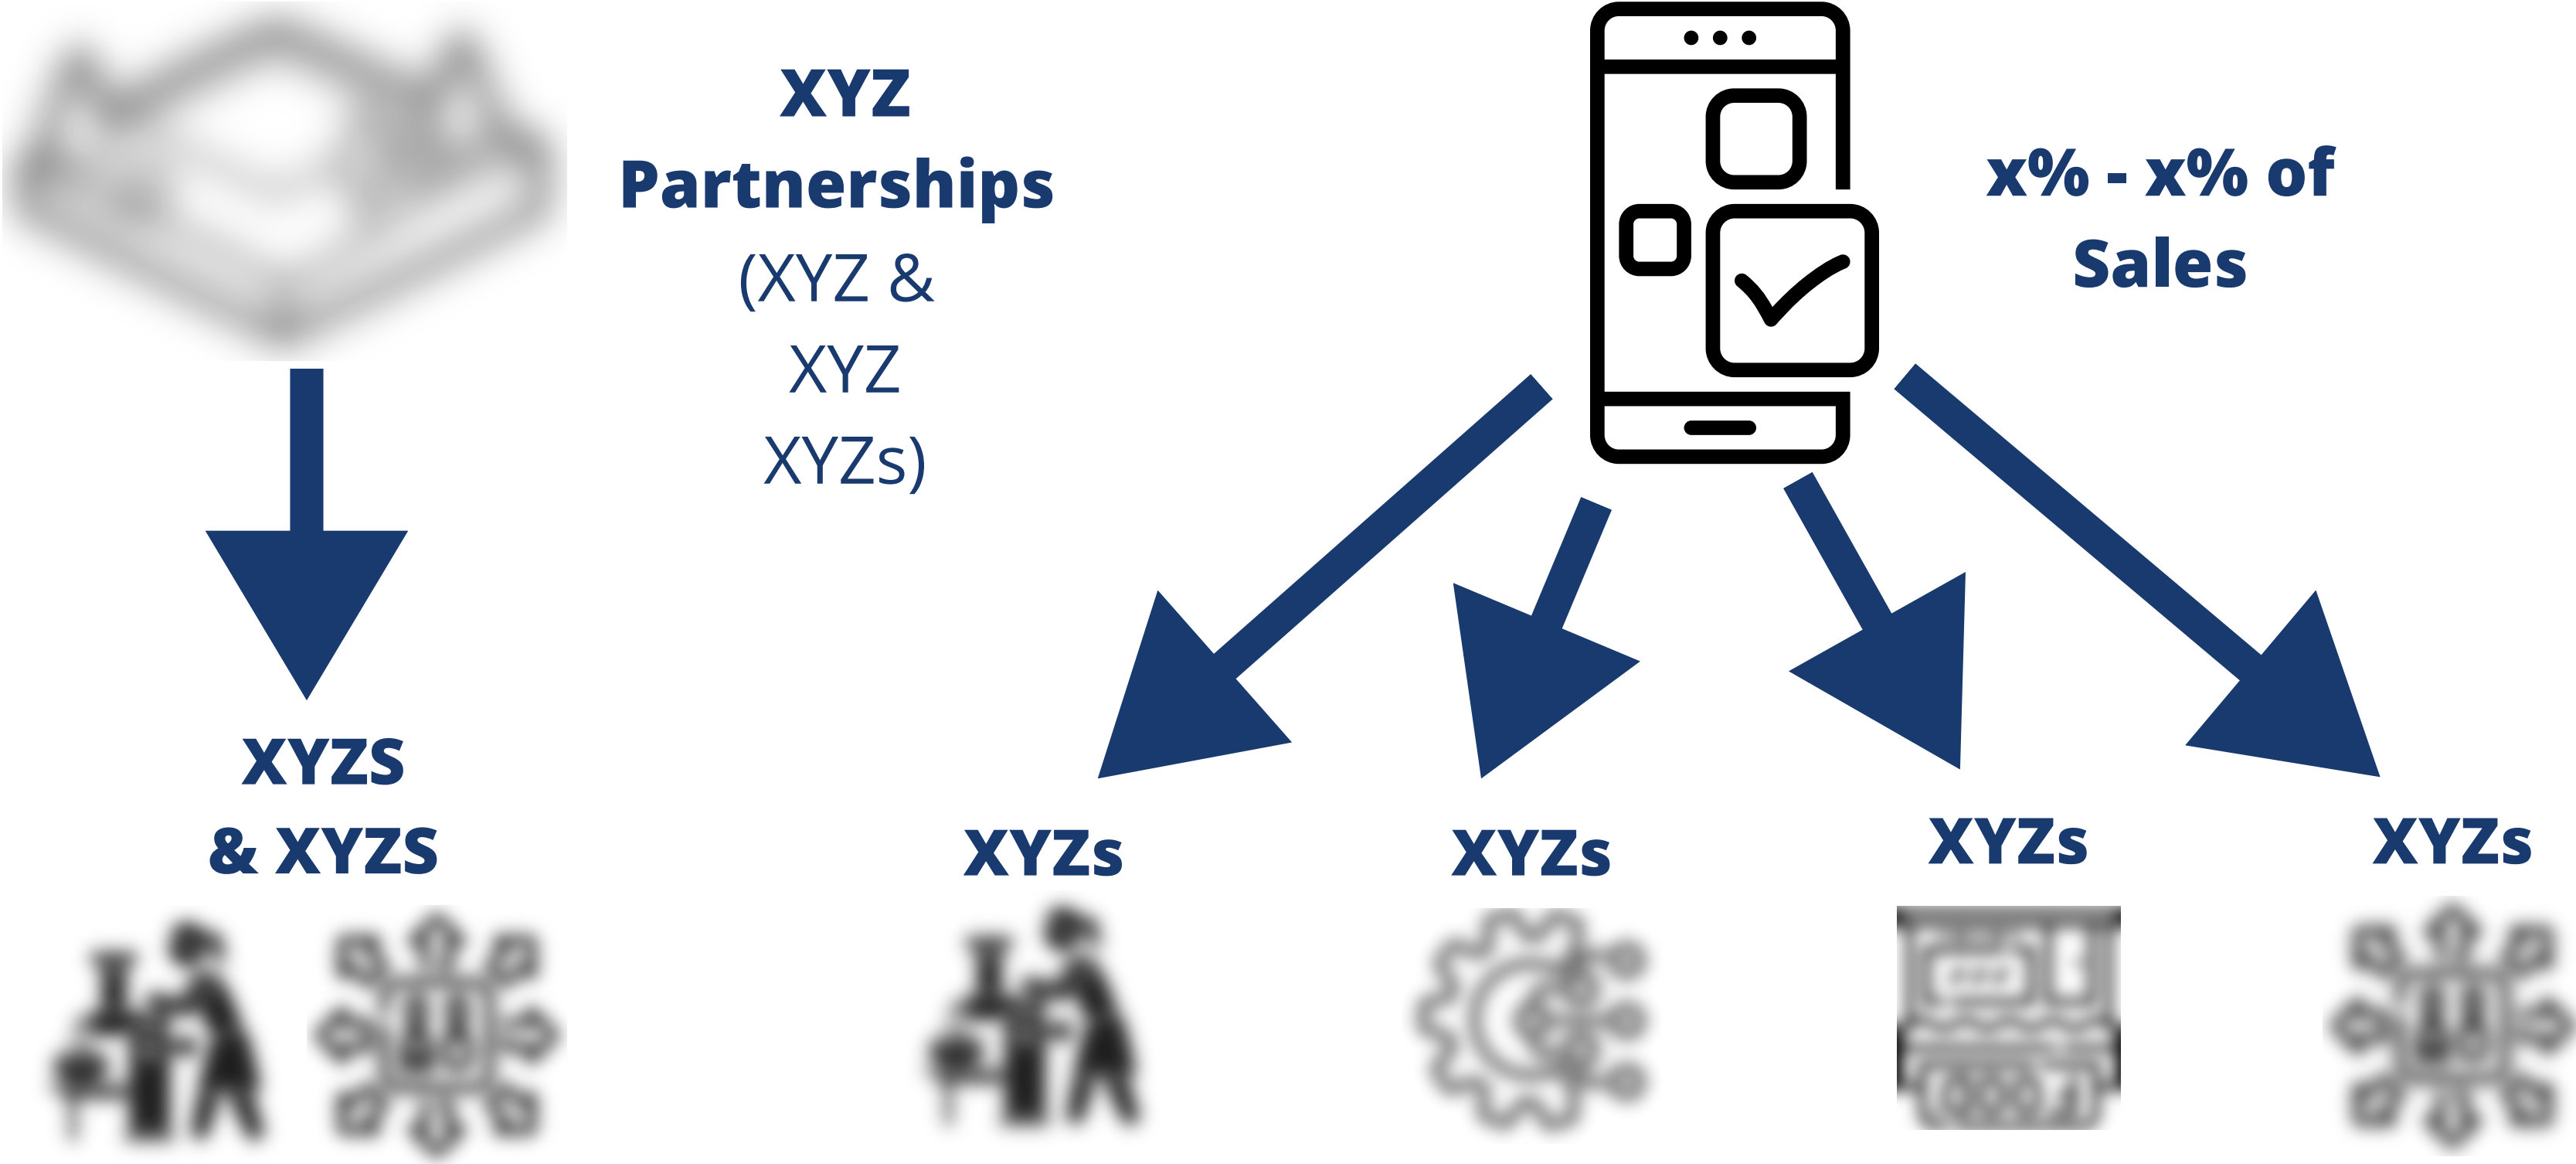 XYZ
Partnerships
(XYZ &
XYZ
XYZs)
x% - x% of
Sales
XYZS
& XYZS
XYZs
XYZs
XYZs
XYZs